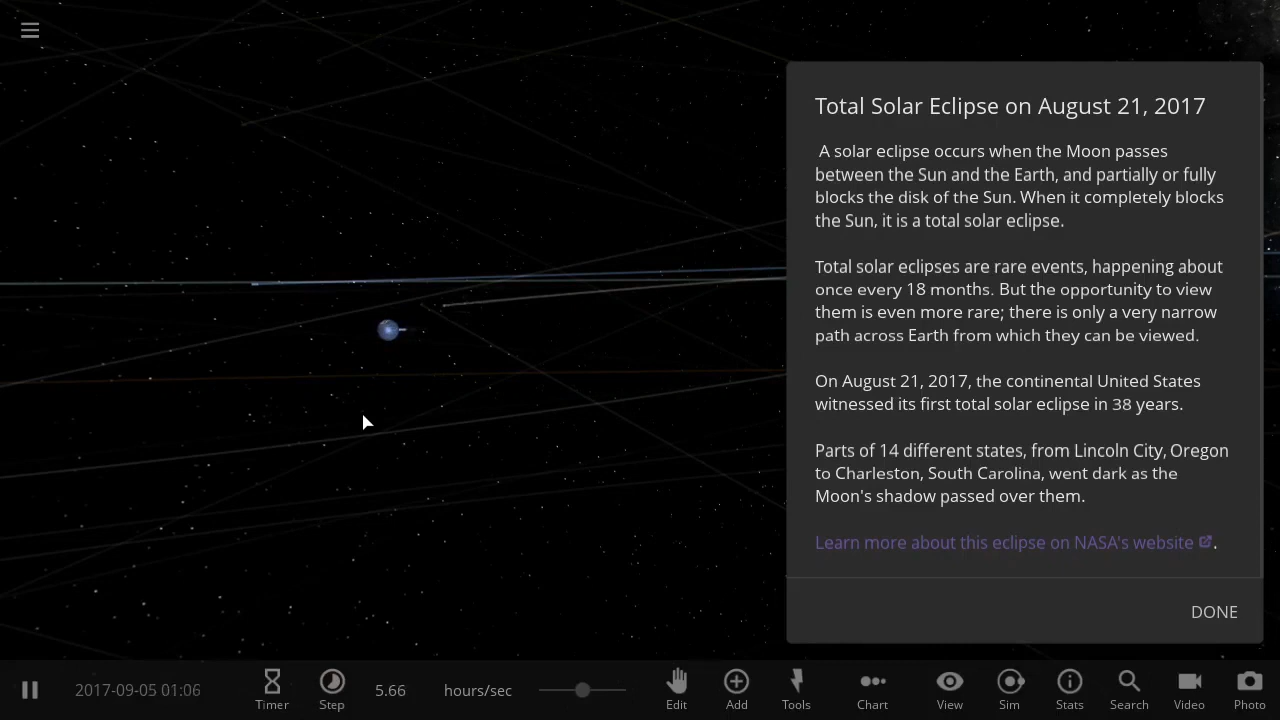 Total Solar Eclipse on August 21, 2017
A solar eclipse occurs when the Moon passes
between the Sun and the Earth, and partially or fully
blocks the disk of the Sun. When it completely blocks
the Sun, it is a total solar eclipse.
Total solar eclipses are rare events, happening about
once every 18 months. But the opportunity to view
them is even more rare; there is only a very narrow
path across Earth from which they can be viewed.
On August 21, 2017, the continental United States
witnessed its first total solar eclipse in 38 years.
Parts of 14 different states, from Lincoln City, Oregon
to Charleston, South Carolina, went dark as the
Moon's shadow passed over them.
Learn more about this eclipse on NASA's website.
DONE
2017-09-05 01:06
Timer
Step
5.66
hours/sec
Edit
Add
Tools
Chart
View
Sim
Stats
Search
Video
Photo